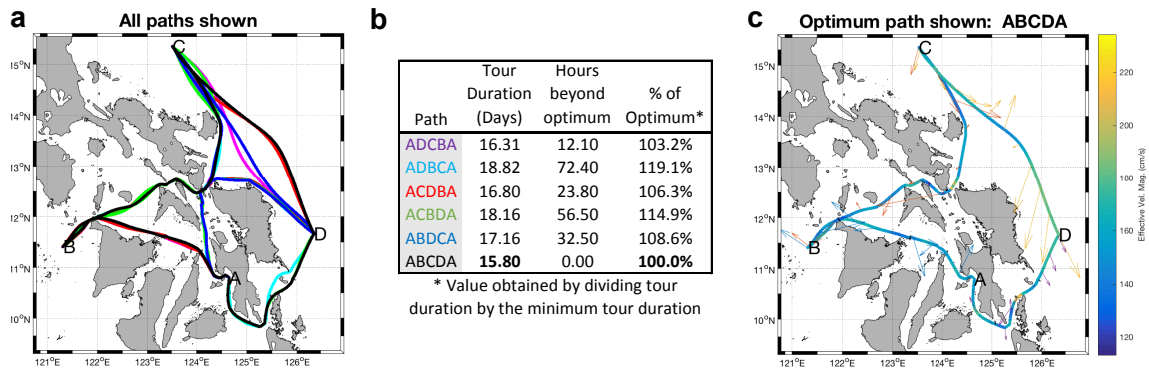 a
All paths shown
15°N
14°N
13°N
12°N
11°N
10°N
121°E 122°E 123°E 124°E 125°E 126°E
C
B
A
D
b
Path Tour Duration (Days) Hours beyond optimum % of Optimum*
ADCBA 16.31 12.10 103.2%
ADBCA 18.82 72.40 119.1%
ACDBA 16.80 23.80 106.3%
ACBDA 18.16 56.50 114.9%
ABDCA 17.16 32.50 108.6%
ABCDA 15.80 0.00 100.0%
* Value obtained by dividing tour
duration by the minimum tour duration
c
Optimum path shown: ABCDA
15°N
14°N
13°N
12°N
11°N
10°N
121°E 122°E 123°E 124°E 125°E 126°E
C
B
A
D
220
200
180
160
140
120
Effective Vel. Mag. (cm/s)